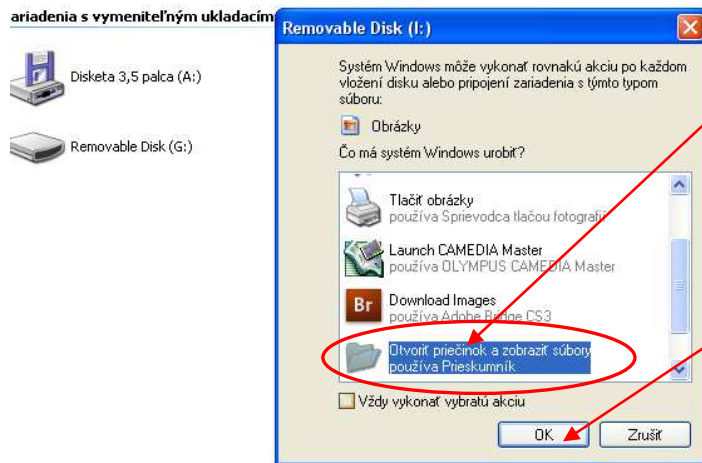 ariadenia s vymeniteľným ukladacím
Disketa 3,5 palca (A:)
Removable Disk (G:)
Removable Disk (I:)
Systém Windows môže vykonať rovnakú akciu po každom
vložení disku alebo pripojení zariadenia s týmto typom
súboru:
Obrázky
Čo má systém Windows urobiť?
Tlačiť obrázky
používa Sprievodca tlačou fotografií
Launch CAMEDIA Master
používa OLYMPUS CAMEDIA Master
Br
Download Images
používa Adobe Bridge CS3
Otvoriť priečinok a zobraziť súbory
používa Prieskumník
Vždy vykonať vybratú akciu
OK
Zrušiť